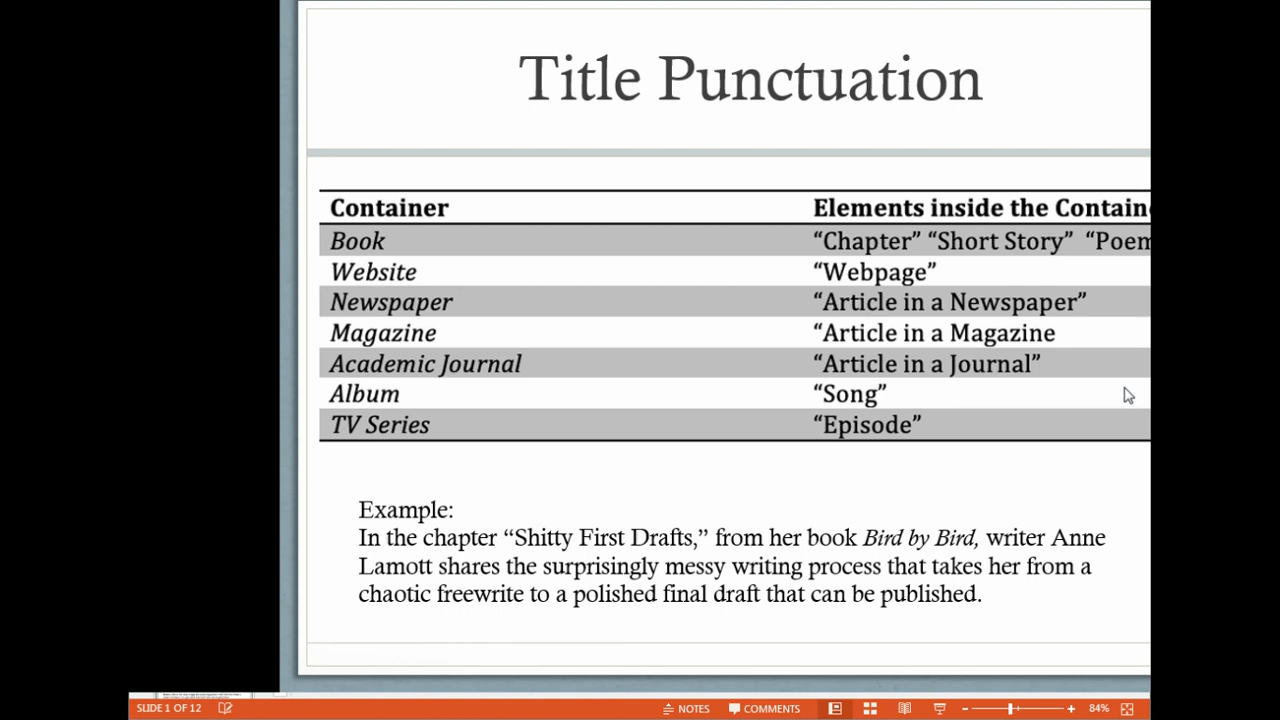 Title Punctuation
Container Elements inside the Contain
Book “Chapter” “Short Story” “Poem
Website “Webpage”
Newspaper “Article in a Newspaper”
Magazine “Article in a Magazine
Academic Journal “Article in a Journal”
Album “Song”
TV Series “Episode”
Example:
In the chapter “Shitty First Drafts,” from her book Bird by Bird, writer Anne
Lamott shares the surprisingly messy writing process that takes her from a
chaotic freewrite to a polished final draft that can be published.
SLIDE 1 OF 12 NOTES COMMENTS 84%